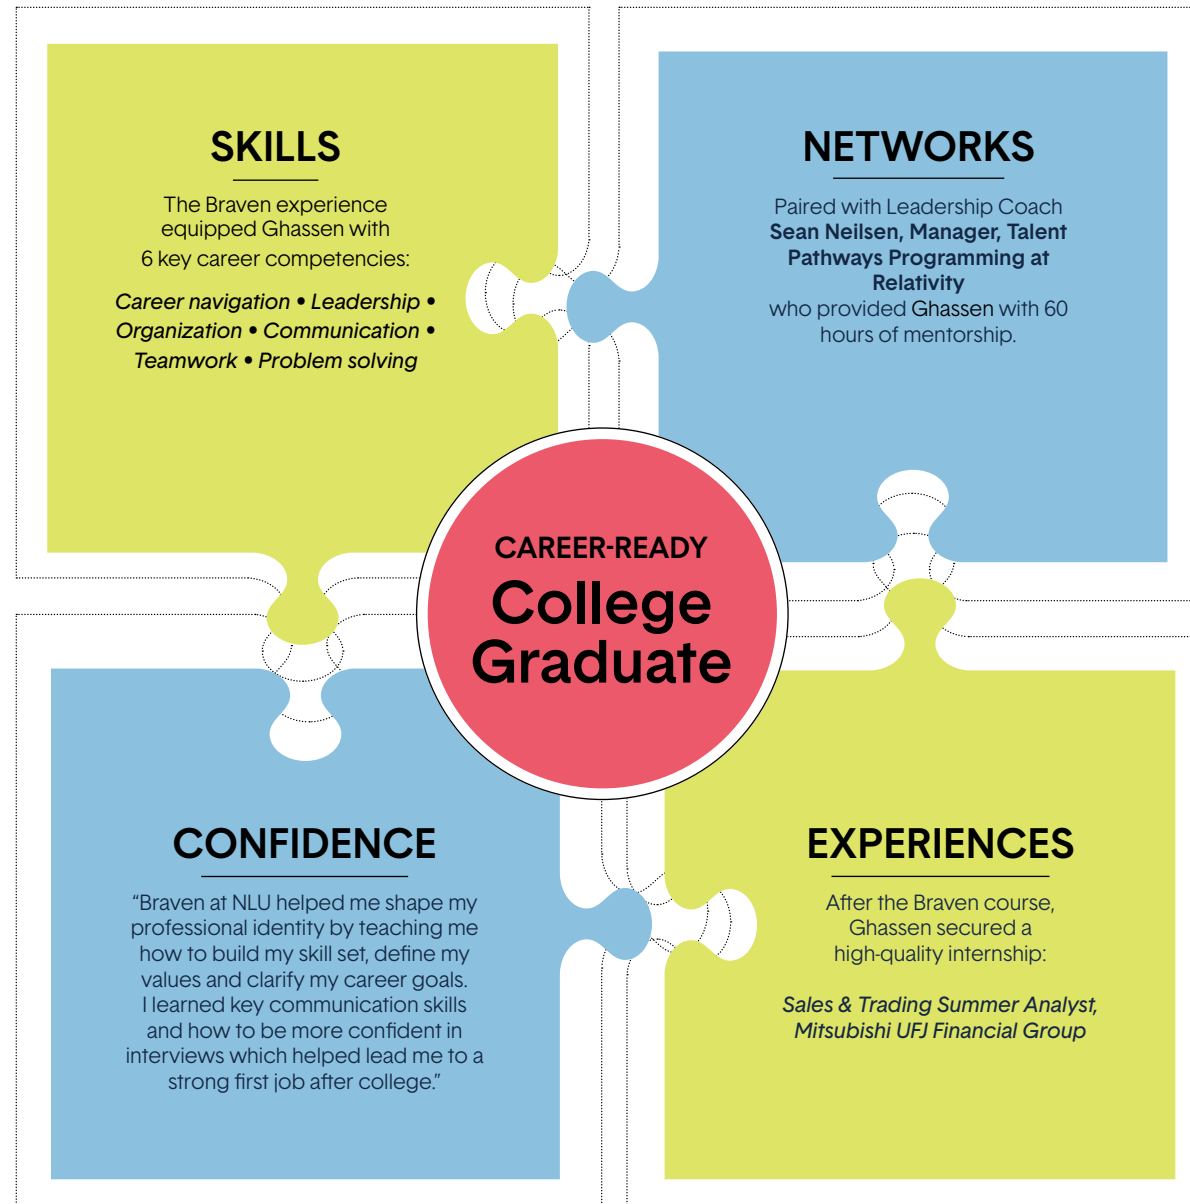 SKILLS
The Braven experience
equipped Ghassen with
6 key career competencies:
Career navigation • Leadership •
Organization • Communication •
Teamwork • Problem solving
NETWORKS
Paired with Leadership Coach
Sean Neilsen, Manager, Talent
Pathways Programming at
Relativity
who provided Ghassen with 60
hours of mentorship.
CAREER-READY
College
Graduate
CONFIDENCE
“Braven at NLU helped me shape my
professional identity by teaching me
how to build my skill set, define my
values and clarify my career goals.
I learned key communication skills
and how to be more confident in
interviews which helped lead me to a
strong first job after college.”
EXPERIENCES
After the Braven course,
Ghassen secured a
high-quality internship:
Sales & Trading Summer Analyst,
Mitsubishi UFJ Financial Group